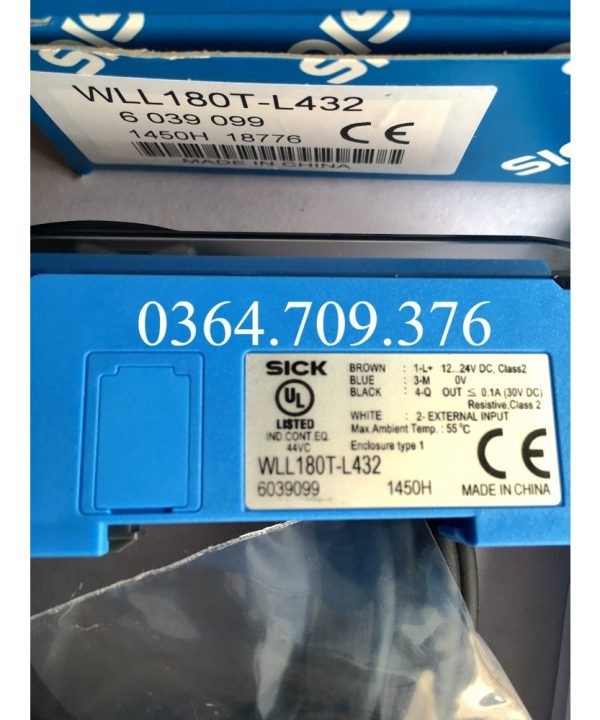 SICK
SICK
WLL180T-L432
6 039 099
1450H 18776
CE
MADE IN CHINA
SICK
0364.709.376
SICK
UL
LISTED
IND.CONT.EQ.
44VC
BROWN : 1-L+ 12...24V DC, Class2
BLUE : 3-M 0V
BLACK : 4-Q OUT ≤ 0.1A (30V DC)
Resistive,Class 2
WHITE : 2- EXTERNAL INPUT
Max.Ambient Temp. : 55 °C
Enclosure type 1
WLL180T-L432
6039099 1450H
CE
MADE IN CHINA